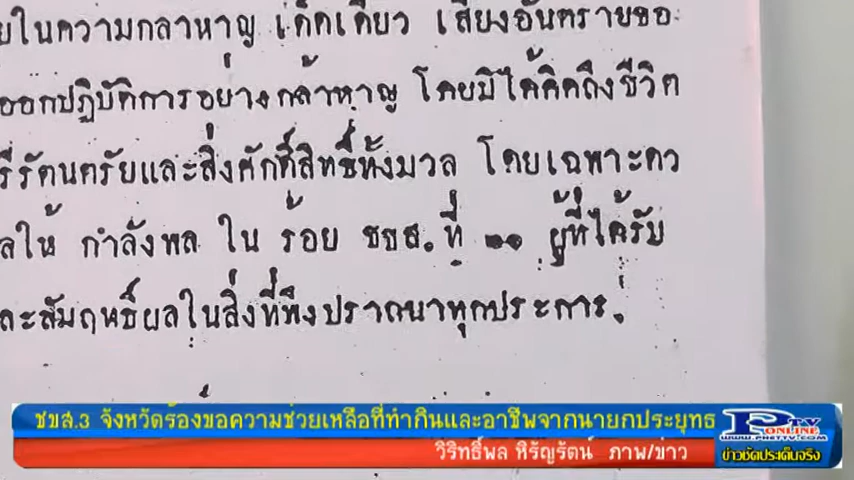 ยในความกลาหาญ เด็ดเดี่ยว เสี่ยงอันตรายขอ
ออกปฏิบัติการอย่างกล้าหาญ โดยมิได้คิดถึงชีวิต
รีรัตนตรัยและสิ่งศักดิ์สิทธิ์ทั้งมวล โดยเฉพาะคว
ลให้ กำลังพล ใน ร้อย ชขส. ที่ ๑๑ ผู้ที่ได้รับ
ละสัมฤทธิ์ผลในสิ่งที่พึงปรารถนาทุกประการ.
ชขส.3 จังหวัดร้องขอความช่วยเหลือที่ทำกินและอาชีพจากนายกประยุทธ
วิริทธิ์พล หิรัญรัตน์ ภาพ/ข่าว
PTV
ONLINE
WWW.PHETTV.COM
ข่าวชัดประเด็นจริง